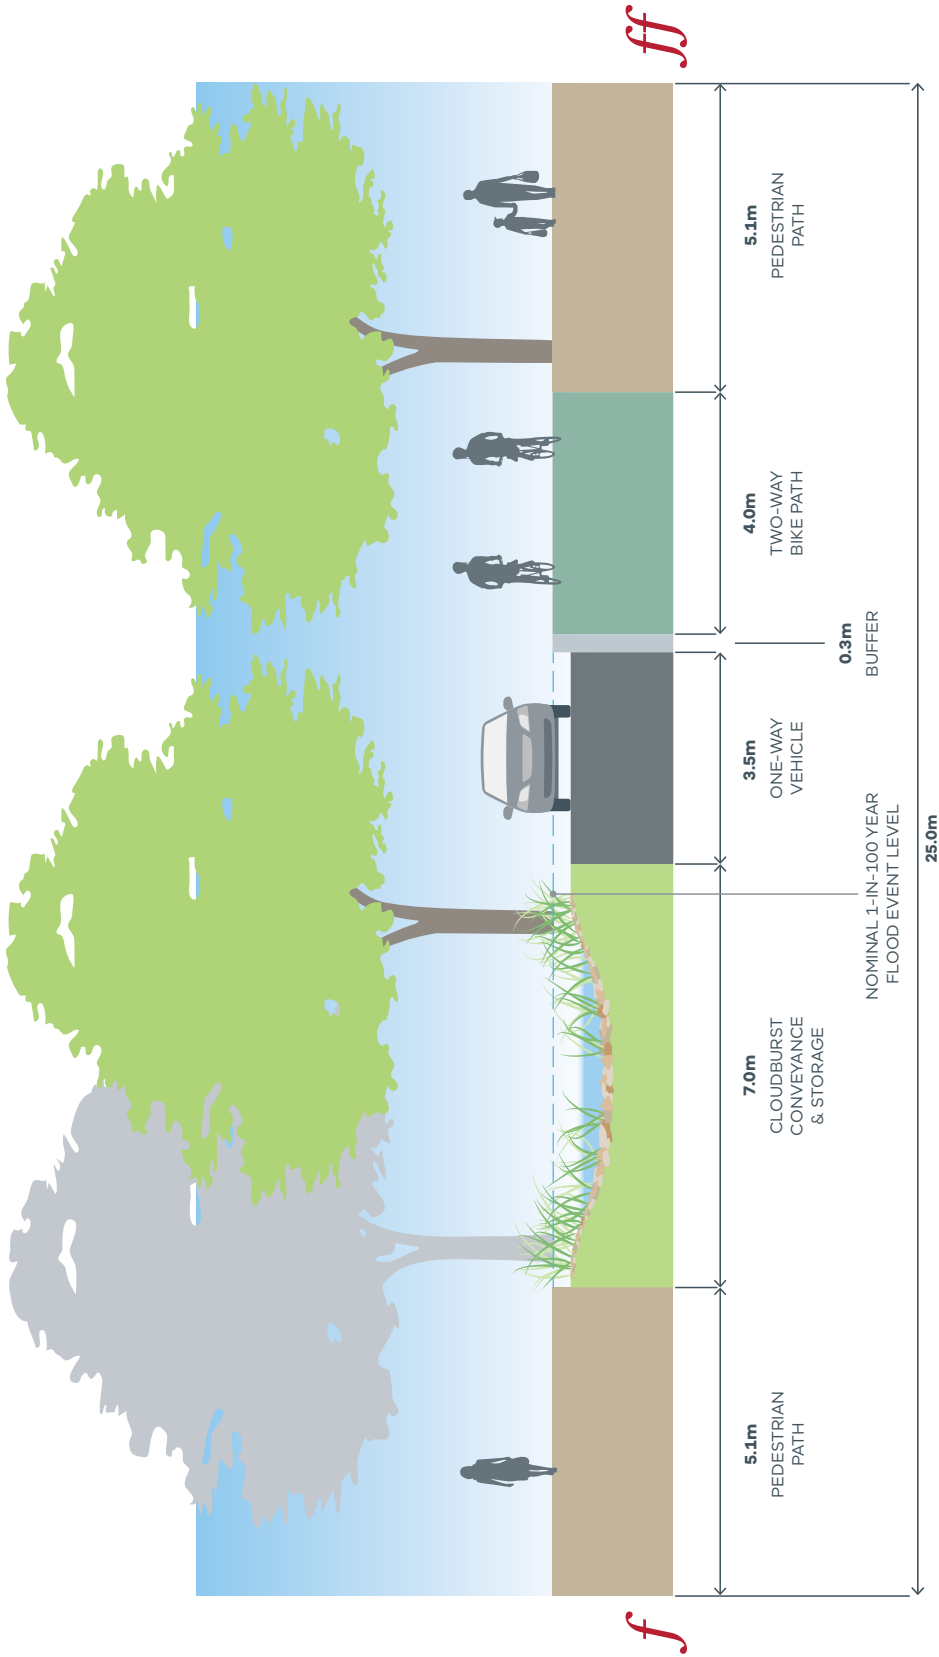 f
ff
5.1m
PEDESTRIAN
PATH
7.0m
CLOUDBURST
CONVEYANCE
& STORAGE
3.5m
ONE-WAY
VEHICLE
0.3m
BUFFER
4.0m
TWO-WAY
BIKE PATH
5.1m
PEDESTRIAN
PATH
NOMINAL 1-IN-100 YEAR
FLOOD EVENT LEVEL
25.0m